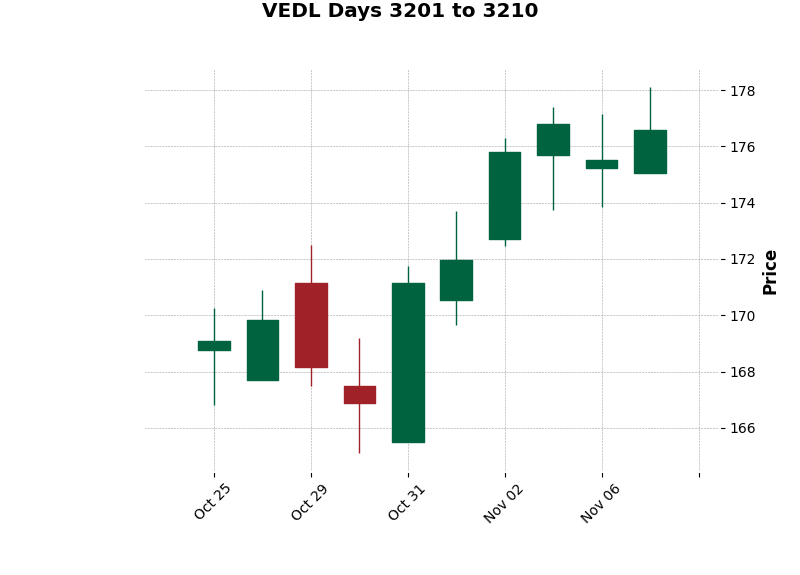 VEDL Days 3201 to 3210
178
176
174
172
170
168
166
Price
Oct 25
Oct 29
Oct 31
Nov 02
Nov 06